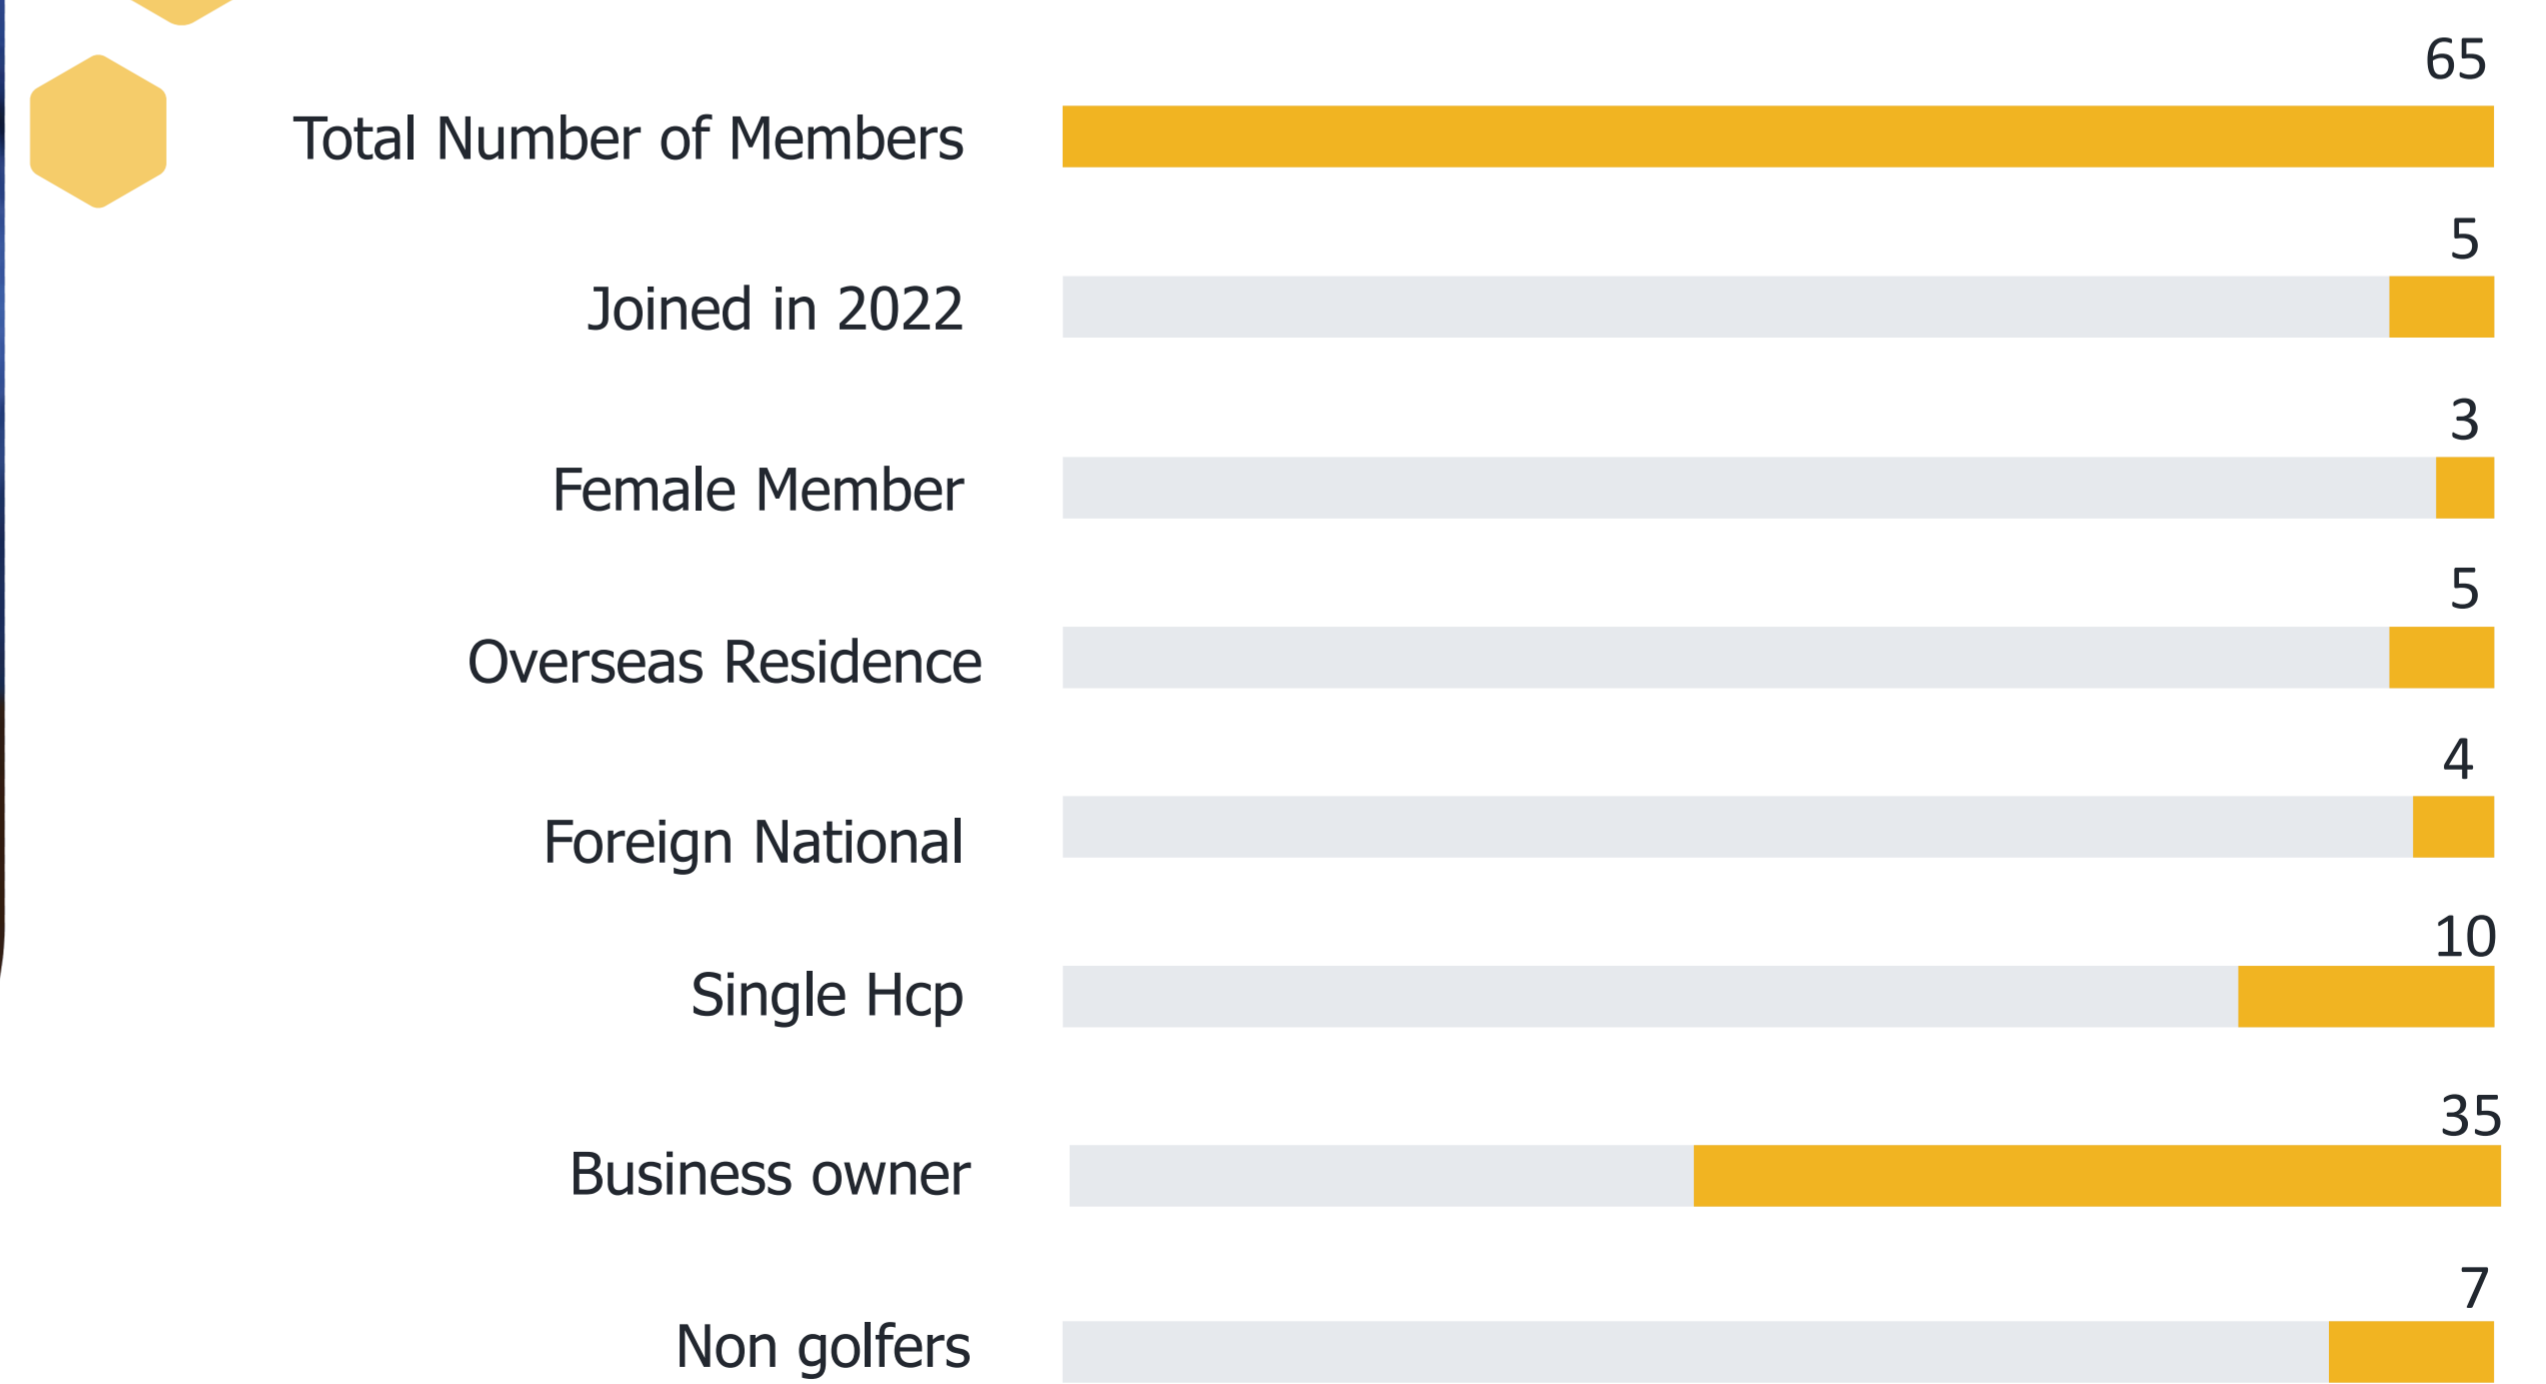 65
Total Number of Members
5
Joined in 2022
3
Female Member
5
Overseas Residence
4
Foreign National
10
Single Hcp
35
Business owner
7
Non golfers